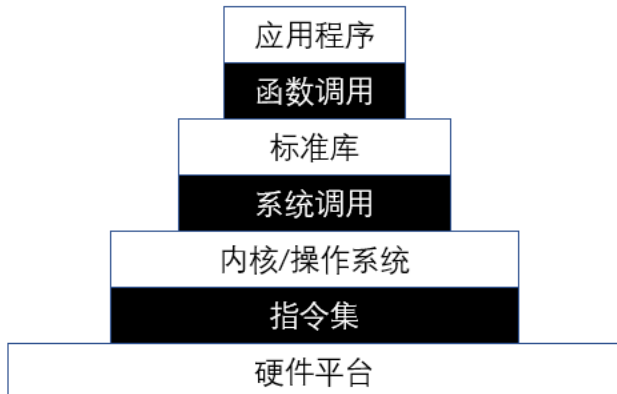 应用程序
函数调用
标准库
系统调用
内核/操作系统
指令集
硬件平台